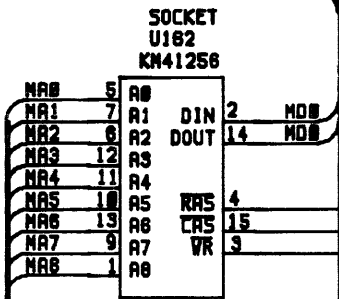 SOCKET
U162
KM41256
MA0 5 A0
MA1 7 A1 DIN 2 MD0
MA2 6 A2 DOUT 14 MD0
MA3 12 A3
MA4 11 A4
MA5 10 A5 RAS 4
MA6 13 A6 CAS 15
MA7 9 A7 WR 3
MA8 1 A8